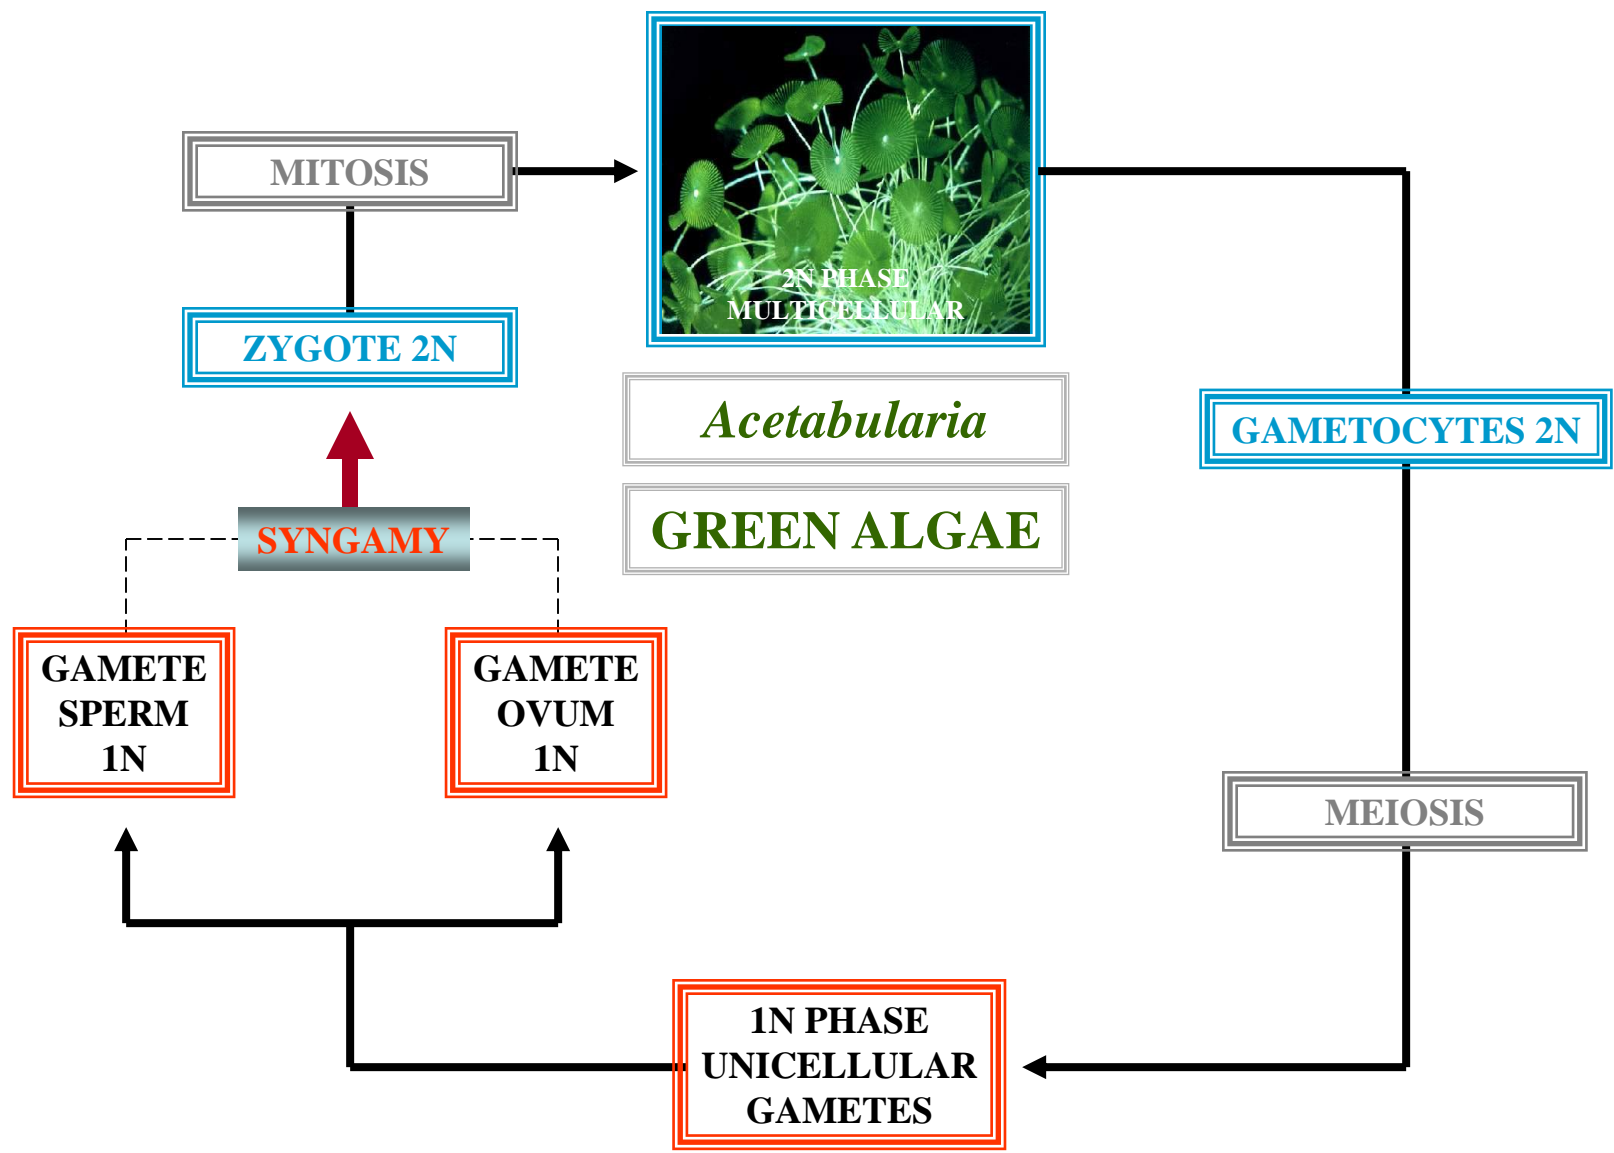 MITOSIS
2N PHASE
MULTICELLULAR
ZYGOTE 2N
Acetabularia
GAMETOCYTES 2N
GREEN ALGAE
SYNGAMY
GAMETE
SPERM
1N
GAMETE
OVUM
1N
MEIOSIS
1N PHASE
UNICELLULAR
GAMETES